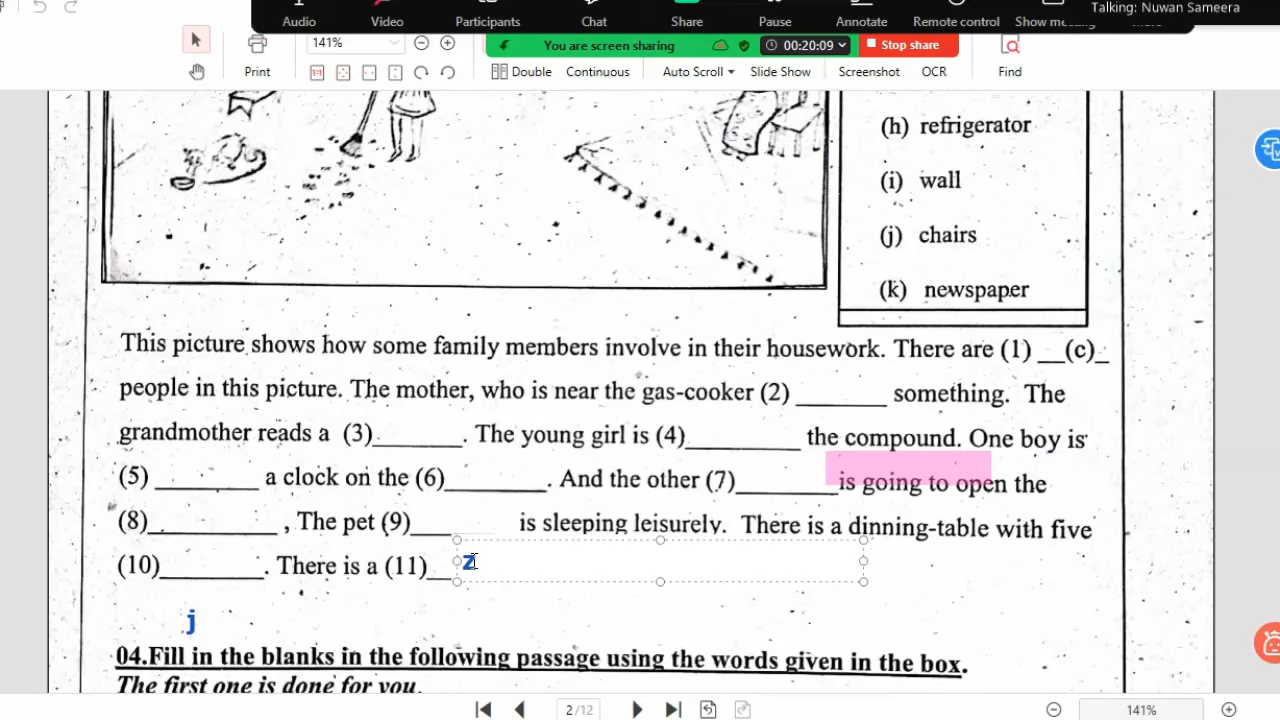 Talking: Nuwan Sameera
Audio Video Participants Chat Share Pause Annotate Remote control
141% You are screen sharing 00:20:09 Stop share
Print Double Continuous Auto Scroll Slide Show Screenshot OCR Find
(h) refrigerator
(i) wall
(j) chairs
(k) newspaper
This picture shows how some family members involve in their housework. There are (1) __(c)_
people in this picture. The mother, who is near the gas-cooker (2) ________ something. The
grandmother reads a (3)________. The young girl is (4)__________ the compound. One boy is
(5) _________ a clock on the (6)_________. And the other (7)_________is going to open the
(8)____________ , The pet (9)____ is sleeping leisurely. There is a dinning-table with five
(10)_________. There is a (11)__ z
j
04.Fill in the blanks in the following passage using the words given in the box.
The first one is done for you.
2/12 141%